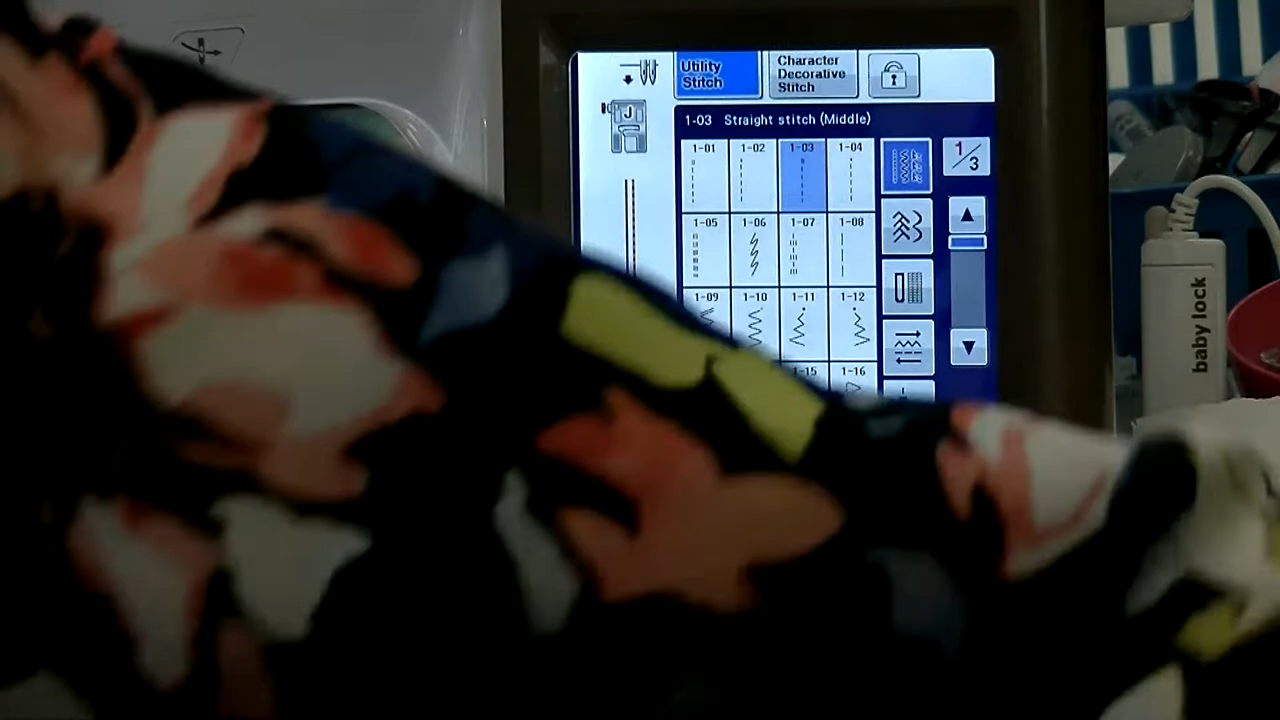 Utility
Stitch
Character
Decorative
Stitch
J
1-03 Straight stitch (Middle)
1-01 1-02 1-03 1-04
1/3
1-05 1-06 1-07 1-08
1-09 1-10 1-11 1-12
1-15 1-16
baby lock